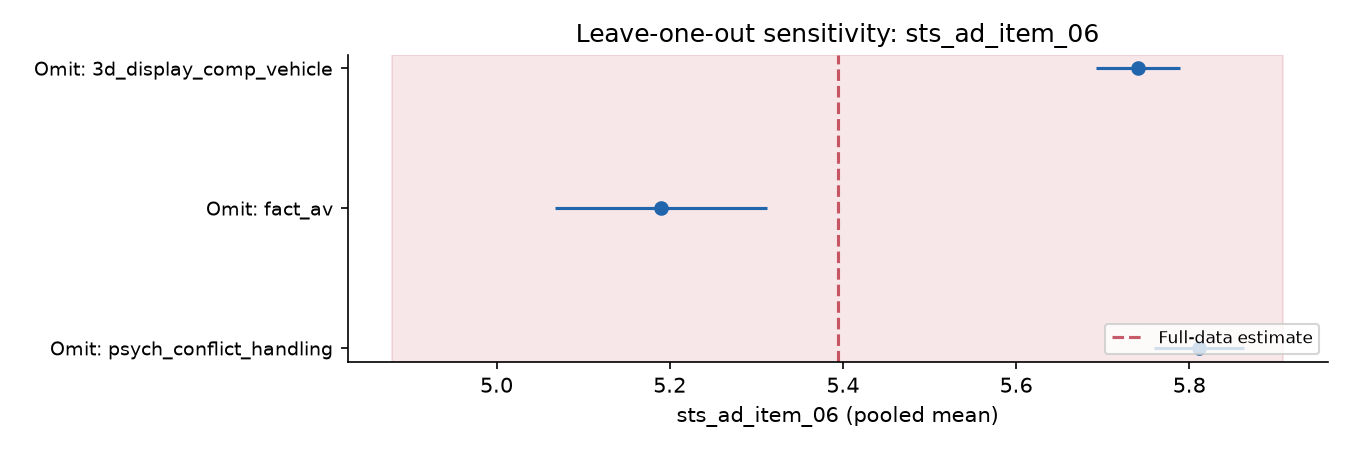 Leave-one-out sensitivity: sts_ad_item_06
Omit: 3d_display_comp_vehicle
Omit: fact_av
Omit: psych_conflict_handling
Full-data estimate
5.0 5.2 5.4 5.6 5.8
sts_ad_item_06 (pooled mean)